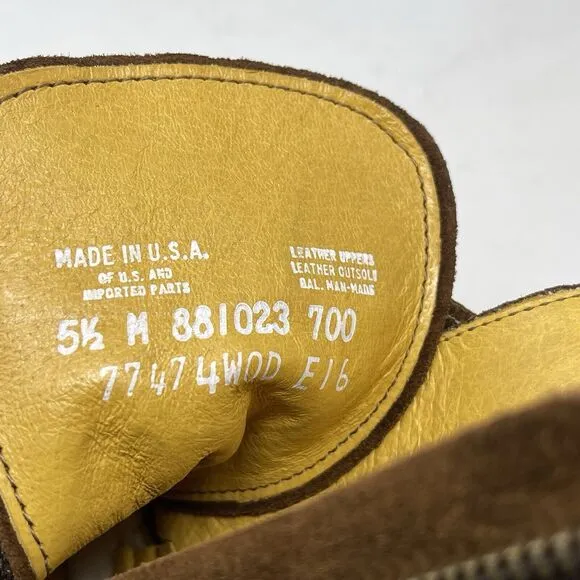 MADE IN U.S.A.
OF U.S. AND
IMPORTED PARTS
LEATHER UPPERS
LEATHER OUTSOLE
BAL. MAN-MADE
5½ M 881023 700
77474WOD E16